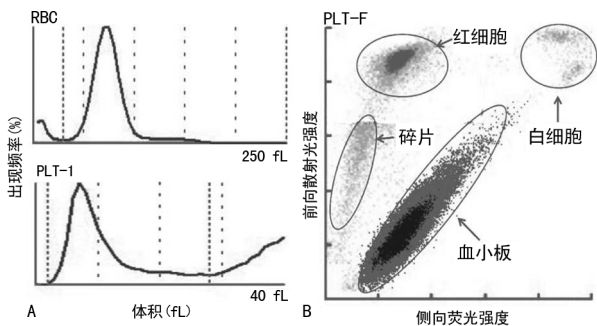 RBC
250 fL
出现频率(%)
PLT-1
40 fL
A
体积(fL)
PLT-F
红细胞
白细胞
碎片
血小板
前向散射光强度
B
侧向荧光强度